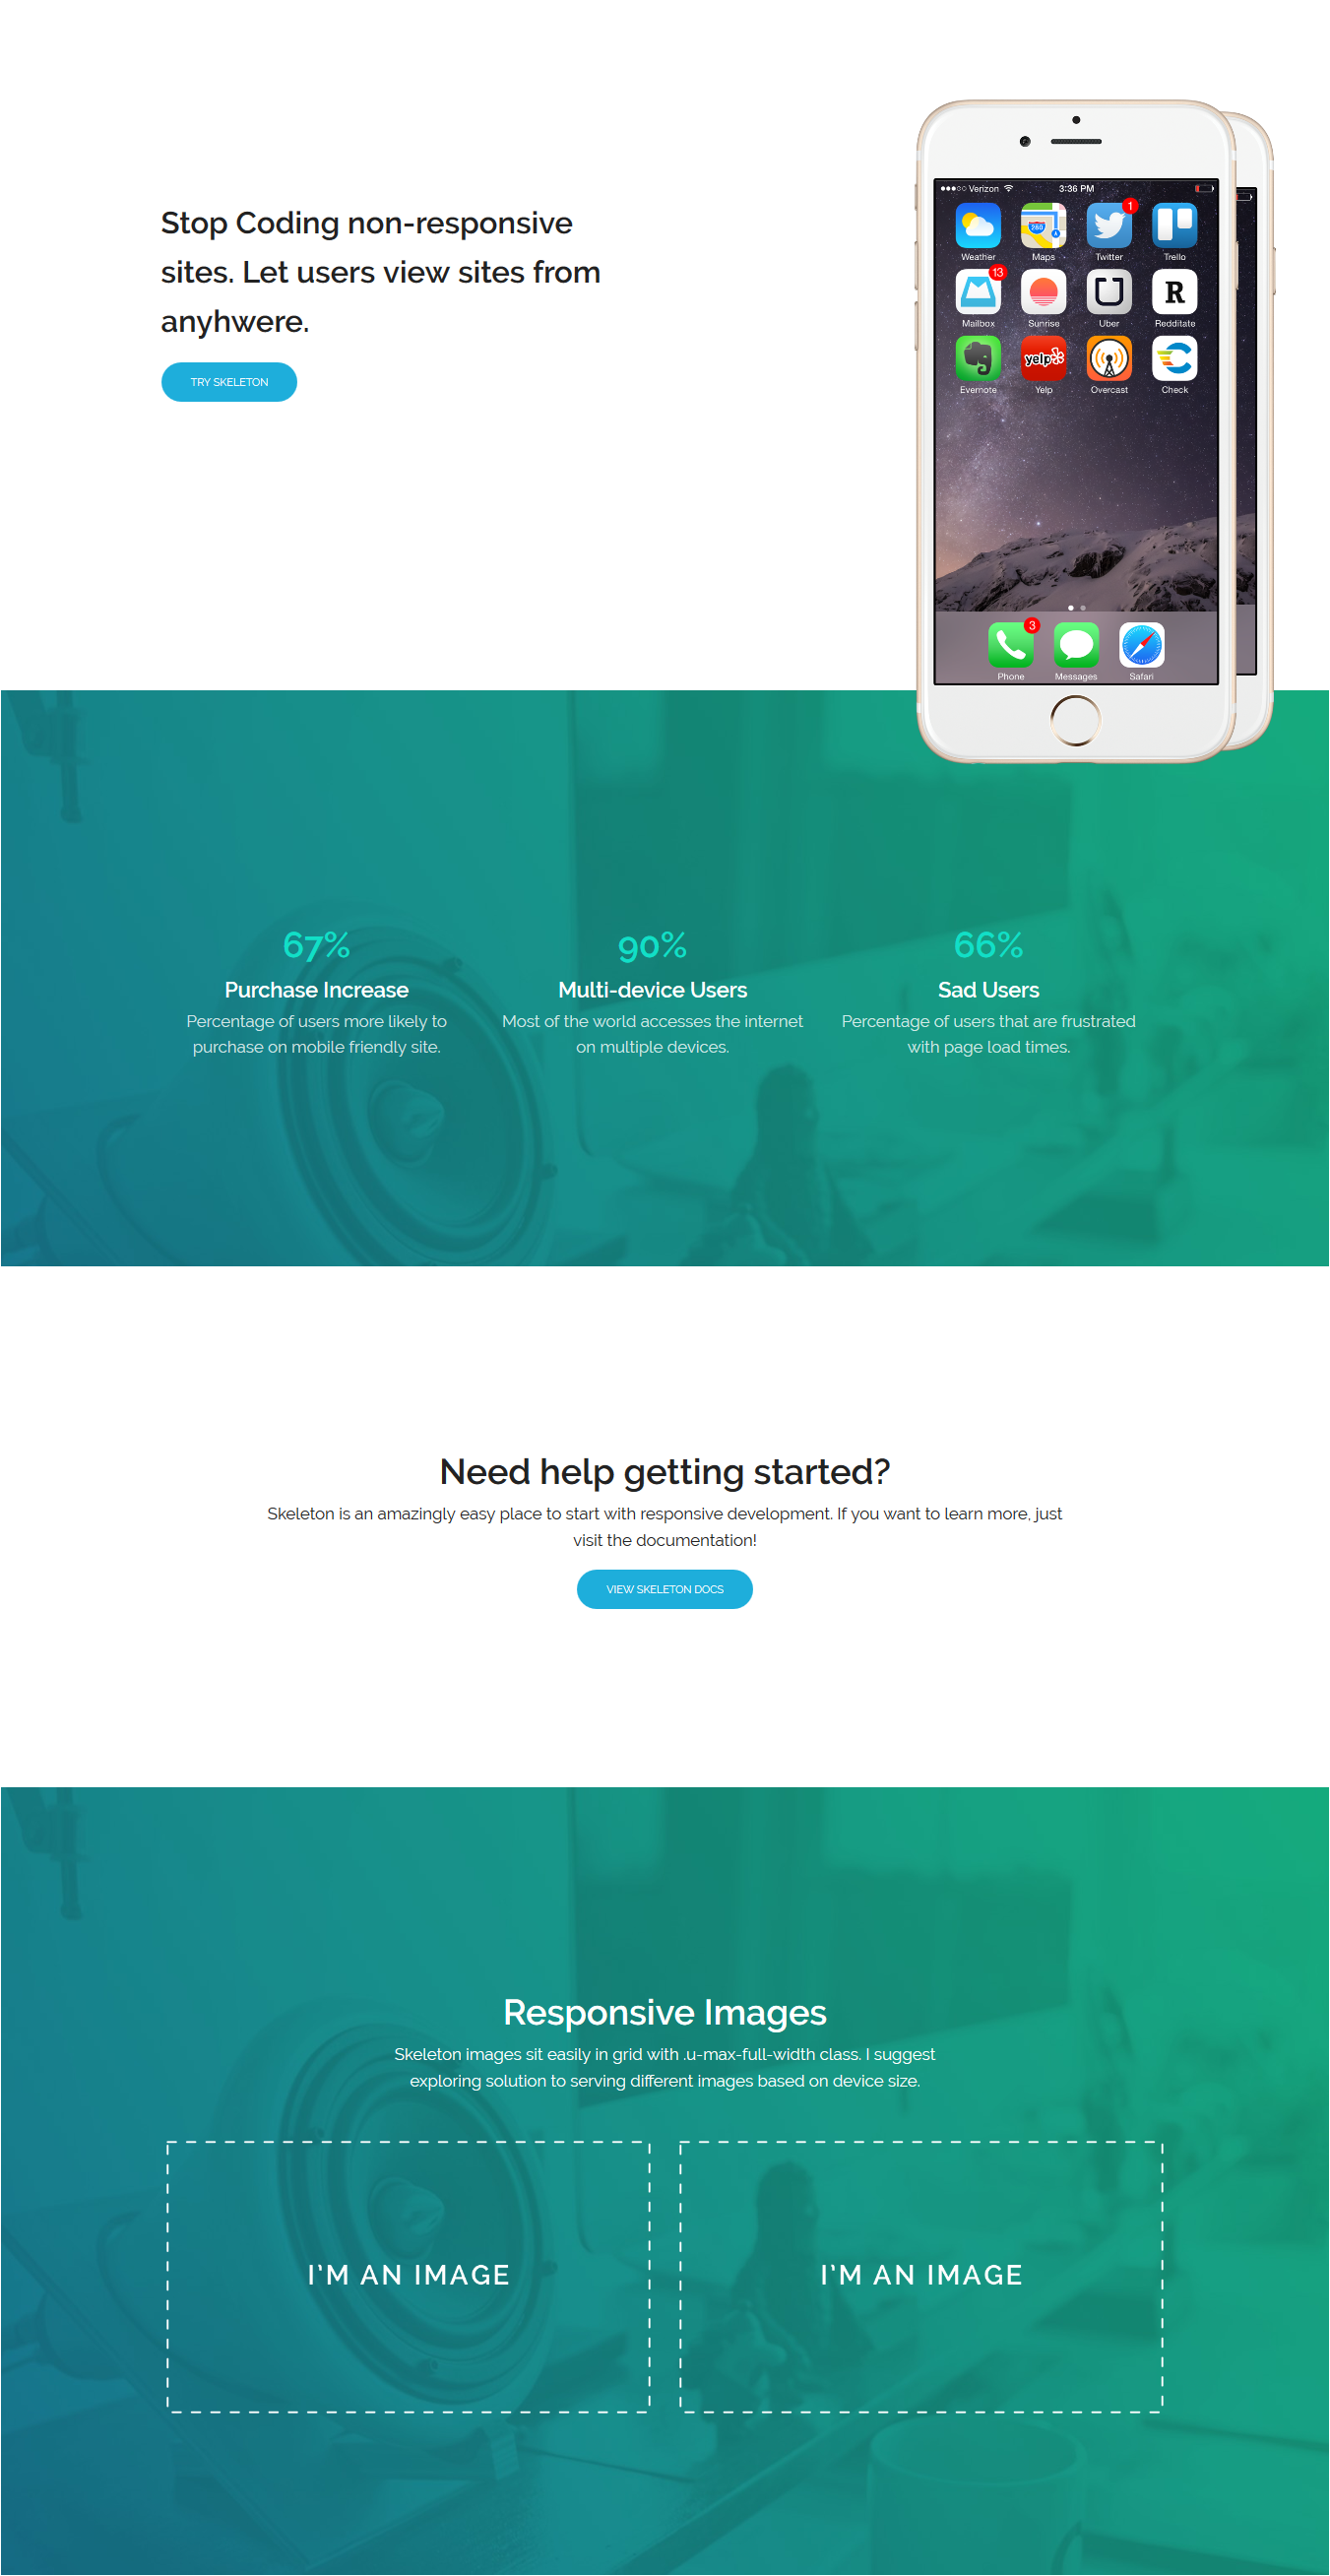 Stop Coding non-responsive
sites. Let users view sites from
anyhwere.
TRY SKELETON
Verizon 3:36 PM
1
Weather Maps Twitter Trello
13
R
Mailbox Sunrise Uber Redditate
280
yelp
Evernote Yelp Overcast Check
3
Phone Messages Safari
67% 90% 66%
Purchase Increase Multi-device Users Sad Users
Percentage of users more likely to Most of the world accesses the internet Percentage of users that are frustrated
purchase on mobile friendly site. on multiple devices. with page load times.
Need help getting started?
Skeleton is an amazingly easy place to start with responsive development. If you want to learn more, just
visit the documentation!
VIEW SKELETON DOCS
Responsive Images
Skeleton images sit easily in grid with .u-max-full-width class. I suggest
exploring solution to serving different images based on device size.
I'M AN IMAGE I'M AN IMAGE